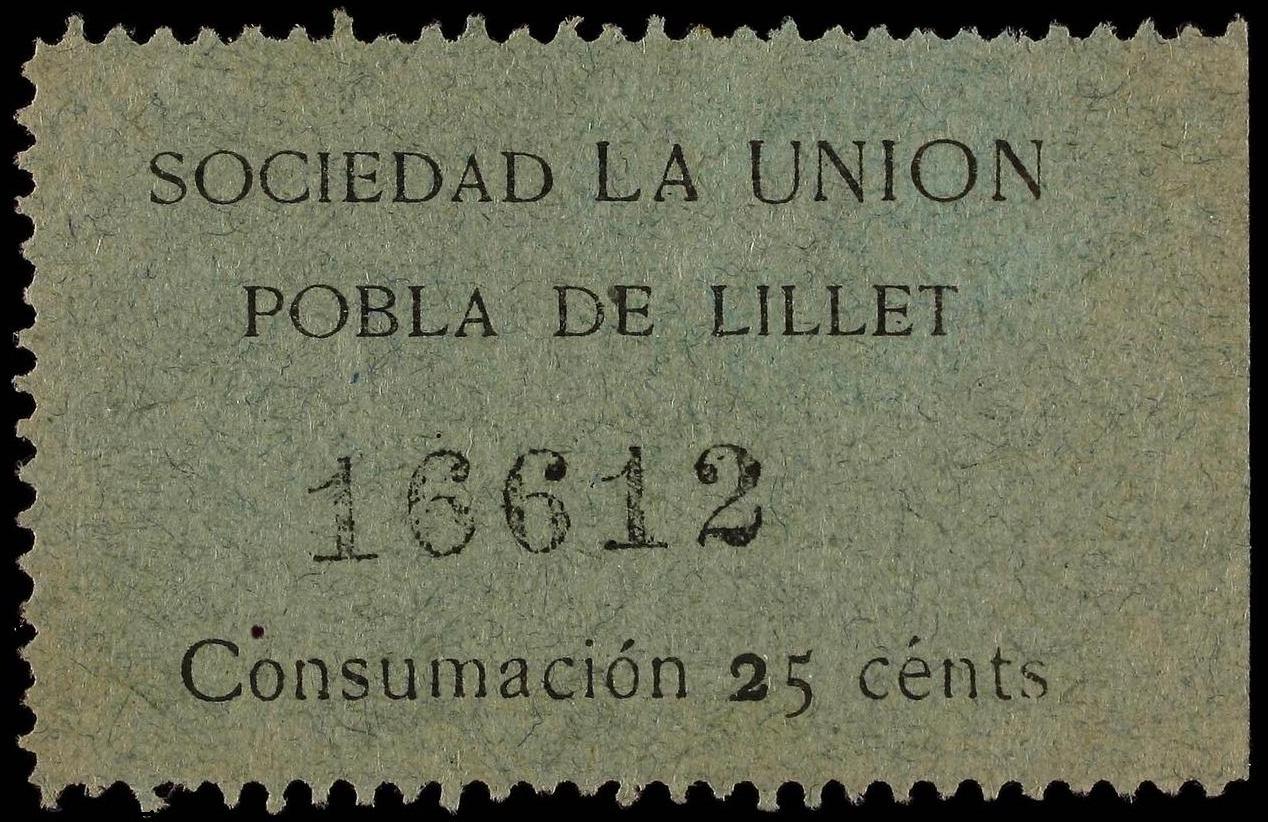 SOCIEDAD LA UNION
POBLA DE LILLET
16612
Consumación 25 cénts